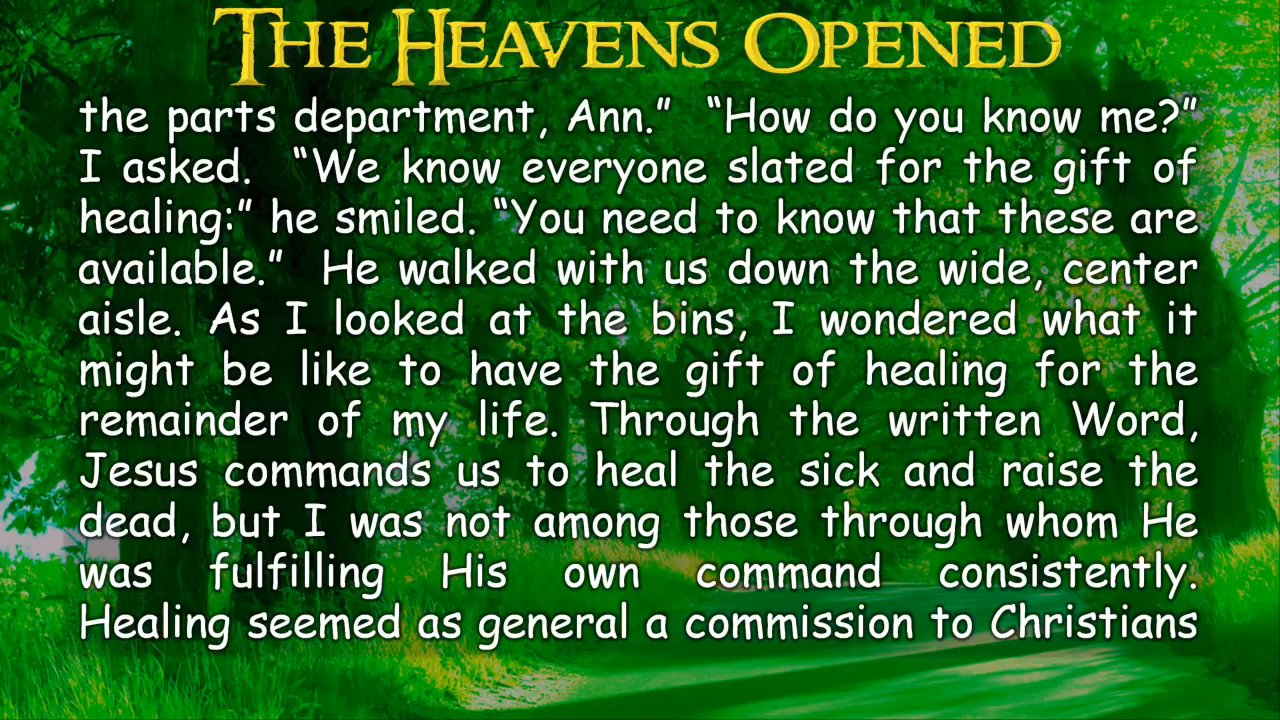 THE HEAVENS OPENED
the parts department, Ann.” “How do you know me?”
I asked. “We know everyone slated for the gift of
healing:” he smiled. “You need to know that these are
available.” He walked with us down the wide, center
aisle. As I looked at the bins, I wondered what it
might be like to have the gift of healing for the
remainder of my life. Through the written Word,
Jesus commands us to heal the sick and raise the
dead, but I was not among those through whom He
was fulfilling His own command consistently.
Healing seemed as general a commission to Christians